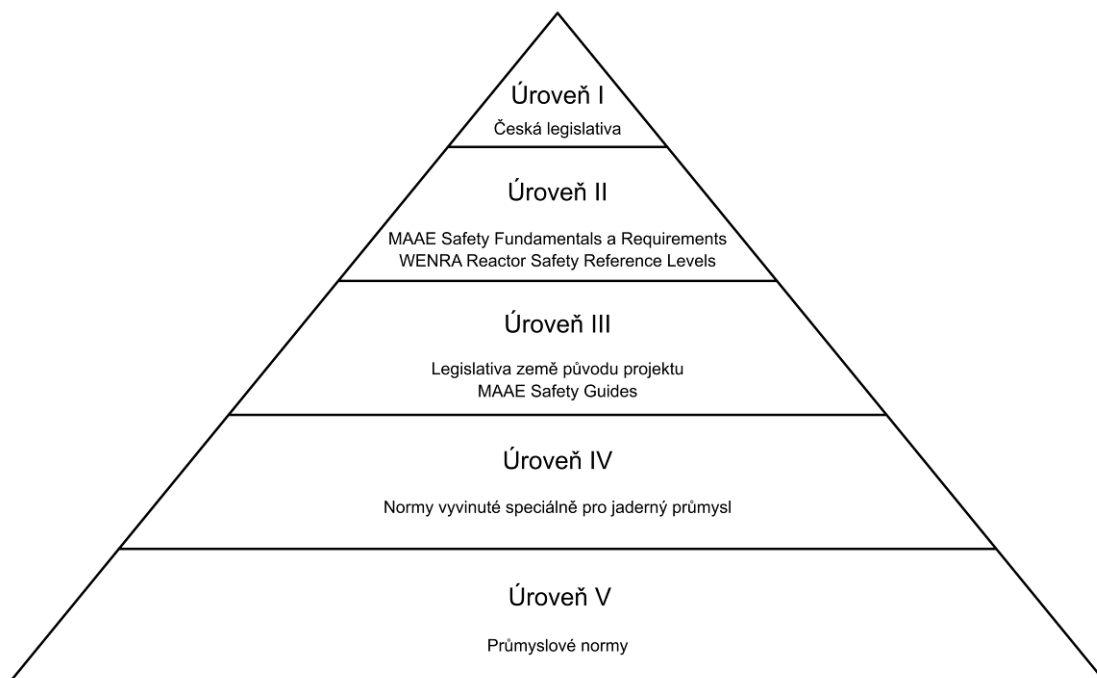 Úroveň I
Česká legislativa
Úroveň II
MAAE Safety Fundamentals a Requirements
WENRA Reactor Safety Reference Levels
Úroveň III
Legislativa země původu projektu
MAAE Safety Guides
Úroveň IV
Normy vyvinuté speciálně pro jaderný průmysl
Úroveň V
Průmyslové normy